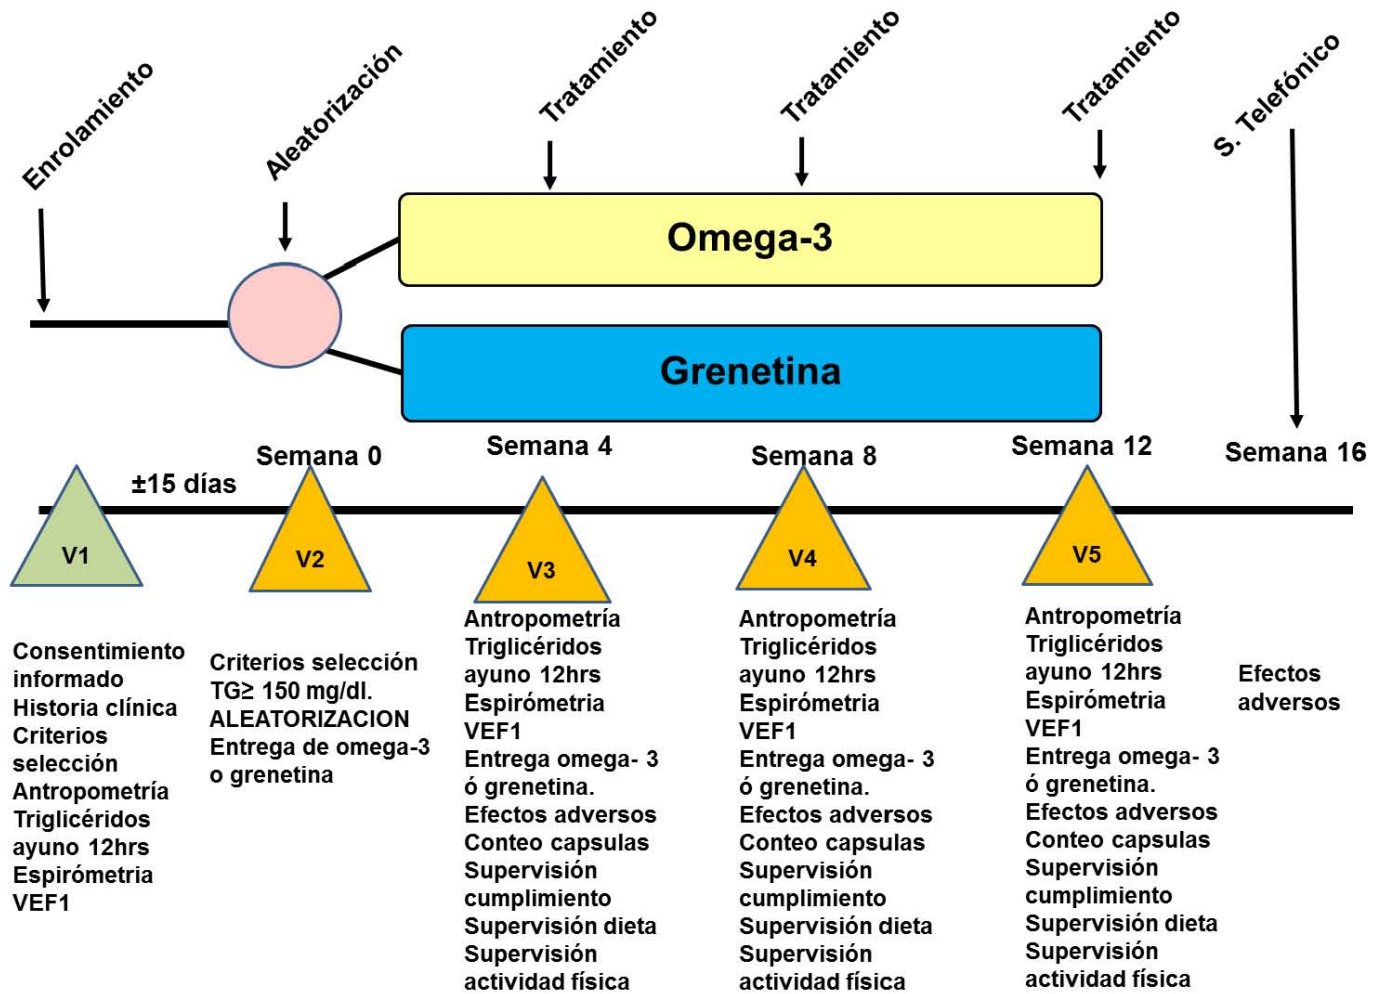 Enrolamiento
Aleatorización
Tratamiento
Tratamiento
Tratamiento
S. Telefónico
Omega-3
Grenetina
Semana 0
Semana 4
Semana 8
Semana 12
Semana 16
±15 días
V1
V2
V3
V4
V5
Consentimiento
informado
Historia clínica
Criterios
selección
Antropometría
Triglicéridos
ayuno 12hrs
Espirómetria
VEF1
Criterios selección
TG≥ 150 mg/dl.
ALEATORIZACION
Entrega de omega-3
o grenetina
Antropometría
Triglicéridos
ayuno 12hrs
Espirómetria
VEF1
Entrega omega- 3
ó grenetina.
Efectos adversos
Conteo capsulas
Supervisión
cumplimiento
Supervisión dieta
Supervisión
actividad física
Antropometría
Triglicéridos
ayuno 12hrs
Espirómetria
VEF1
Entrega omega- 3
ó grenetina.
Efectos adversos
Conteo capsulas
Supervisión
cumplimiento
Supervisión dieta
Supervisión
actividad física
Antropometría
Triglicéridos
ayuno 12hrs
Espirómetria
VEF1
Entrega omega- 3
ó grenetina.
Efectos adversos
Conteo capsulas
Supervisión
cumplimiento
Supervisión dieta
Supervisión
actividad física
Efectos
adversos